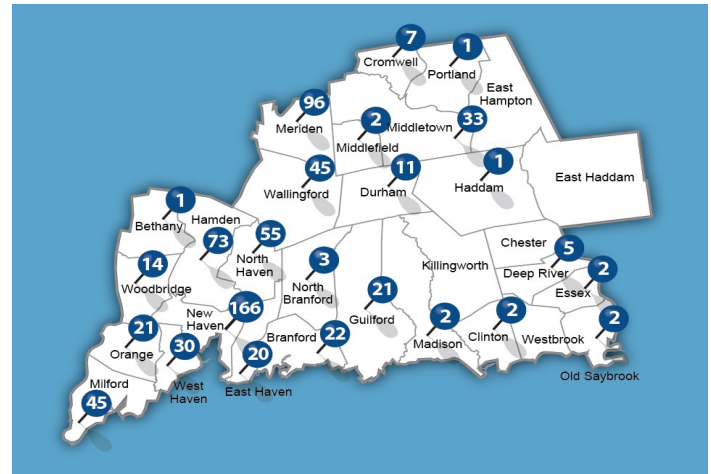 7
Cromwell
1
Portland
East
Hampton
96
Meriden
2
Middlefield
Middletown
33
45
Wallingford
11
Durham
1
Haddam
East Haddam
1
Bethany
Hamden
73
55
North
Haven
14
Woodbridge
3
North
Branford
21
Guilford
Killingworth
Chester
5
Deep River
2
Essex
New
Haven
166
21
Orange
30
West
Haven
20
East Haven
Branford
22
2
Madison
2
Clinton
Westbrook
2
Old Saybrook
Milford
45